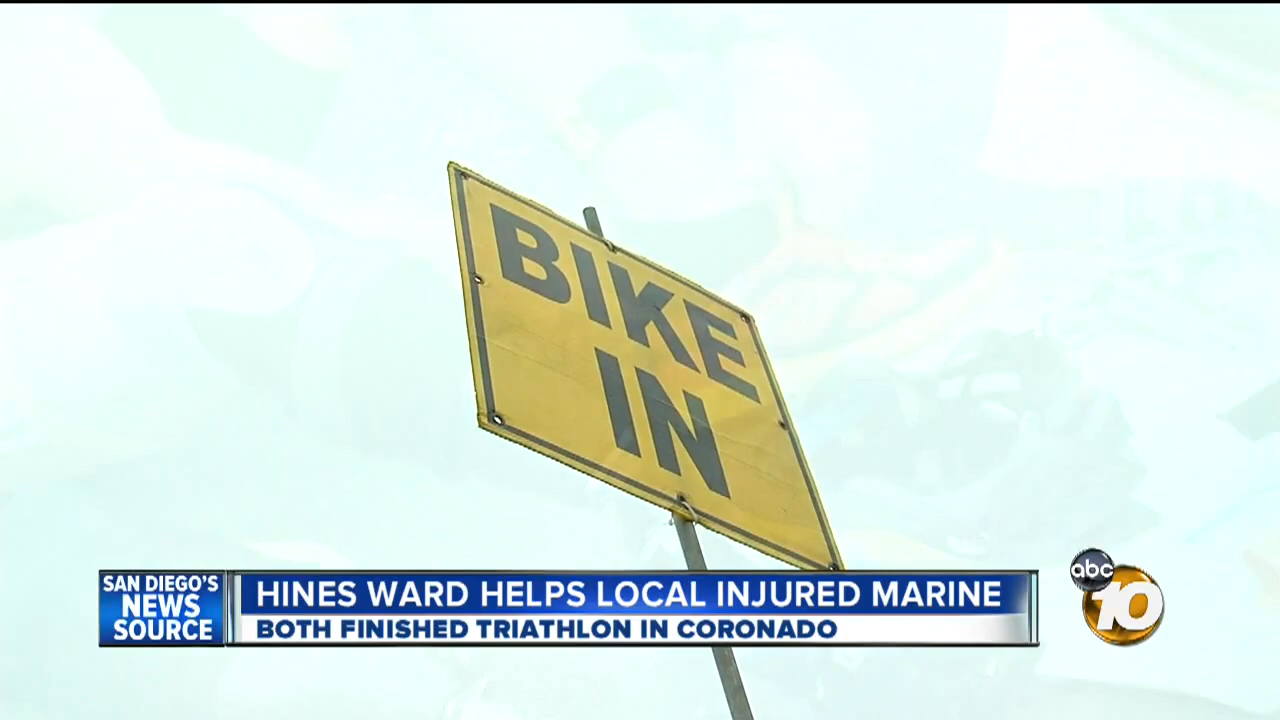 BIKE
IN
SAN DIEGO'S
NEWS
SOURCE
HINES WARD HELPS LOCAL INJURED MARINE
BOTH FINISHED TRIATHLON IN CORONADO
abc
10